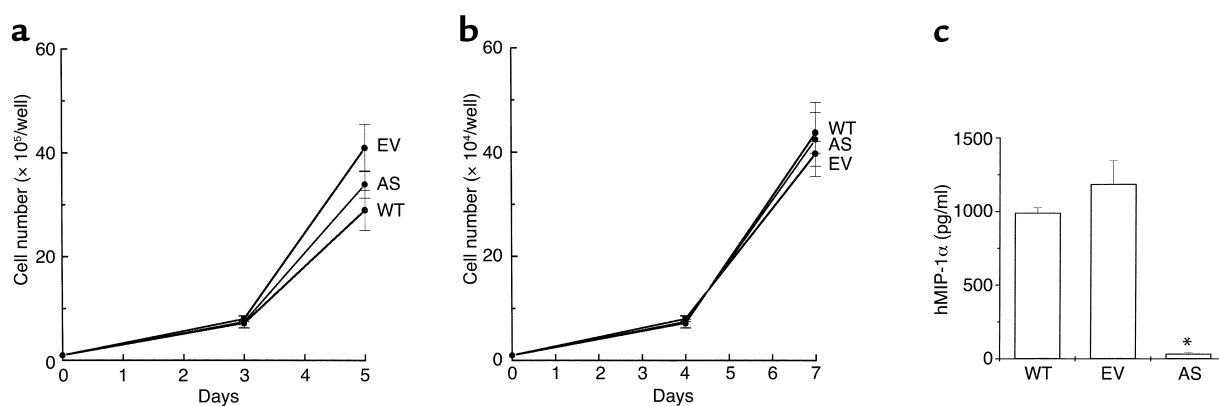 a
60
40
20
0
Cell number (× 10⁵/well)
EV
AS
WT
0 1 2 3 4 5
Days
b
60
40
20
0
Cell number (× 10⁴/well)
WT
AS
EV
0 1 2 3 4 5 6 7
Days
c
1500
1000
500
0
hMIP-1α (pg/ml)
*
WT EV AS